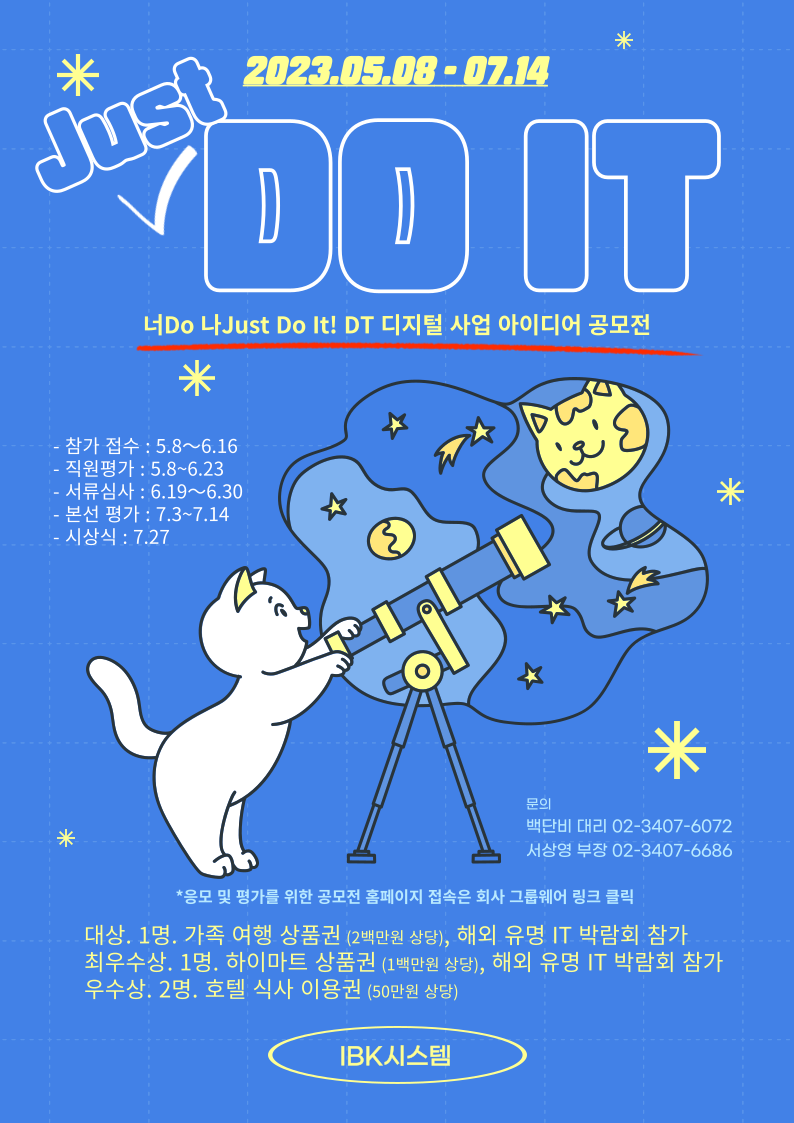 2023.05.08 - 07.14
Just
DO IT
너Do 나Just Do It! DT 디지털 사업 아이디어 공모전
- 참가 접수 : 5.8～6.16
- 직원평가 : 5.8~6.23
- 서류심사 : 6.19～6.30
- 본선 평가 : 7.3~7.14
- 시상식 : 7.27
문의
백단비 대리 02-3407-6072
서상영 부장 02-3407-6686
*응모 및 평가를 위한 공모전 홈페이지 접속은 회사 그룹웨어 링크 클릭
대상. 1명. 가족 여행 상품권 (2백만원 상당), 해외 유명 IT 박람회 참가
최우수상. 1명. 하이마트 상품권 (1백만원 상당), 해외 유명 IT 박람회 참가
우수상. 2명. 호텔 식사 이용권 (50만원 상당)
IBK시스템